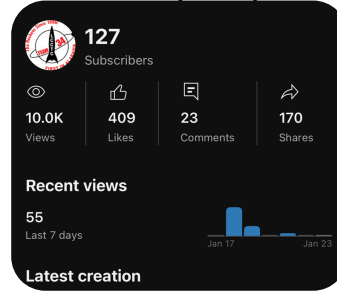 127
Subscribers
10.0K
Views
409
Likes
23
Comments
170
Shares
Recent views
55
Last 7 days
Jan 17
Jan 23
Latest creation